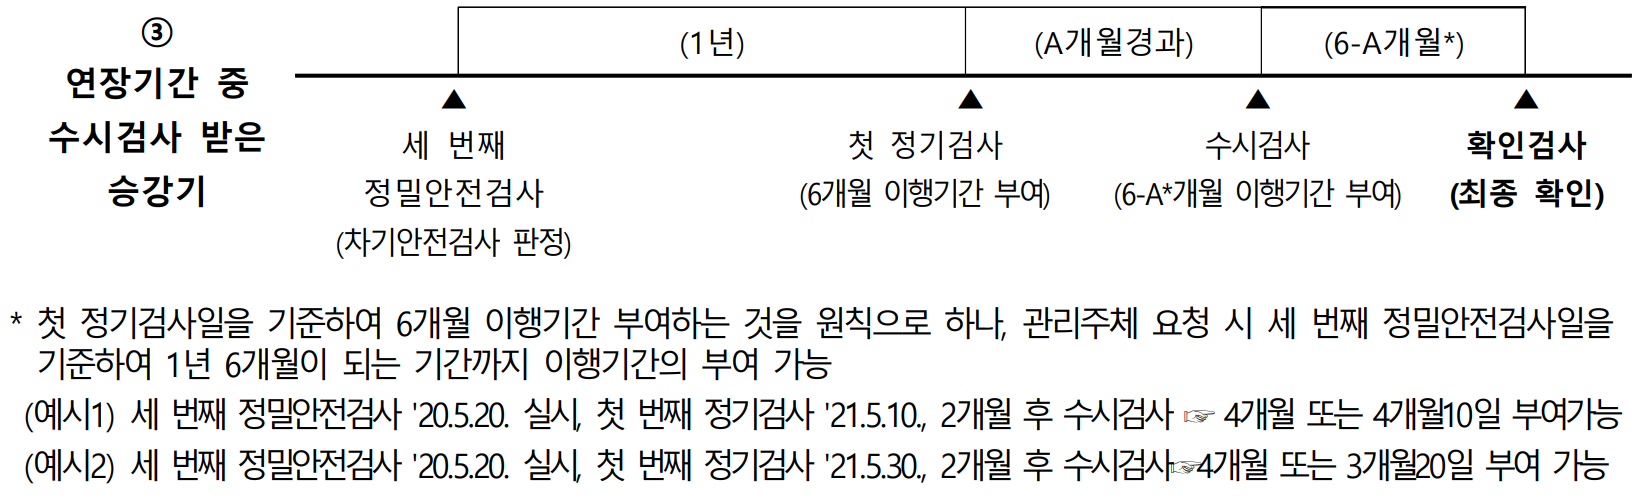 ③
연장기간 중
수시검사 받은
승강기
(1년) (A개월경과) (6-A개월*)
▲ ▲ ▲ ▲
세 번째 첫 정기검사 수시검사 확인검사
정밀안전검사 (6개월 이행기간 부여) (6-A*개월 이행기간 부여) (최종 확인)
(차기안전검사 판정)
* 첫 정기검사일을 기준하여 6개월 이행기간 부여하는 것을 원칙으로 하나, 관리주체 요청 시 세 번째 정밀안전검사일을
기준하여 1년 6개월이 되는 기간까지 이행기간의 부여 가능
(예시1) 세 번째 정밀안전검사 '20.5.20. 실시, 첫 번째 정기검사 '21.5.10., 2개월 후 수시검사 ☞ 4개월 또는 4개월10일 부여가능
(예시2) 세 번째 정밀안전검사 '20.5.20. 실시, 첫 번째 정기검사 '21.5.30., 2개월 후 수시검사☞4개월 또는 3개월20일 부여 가능